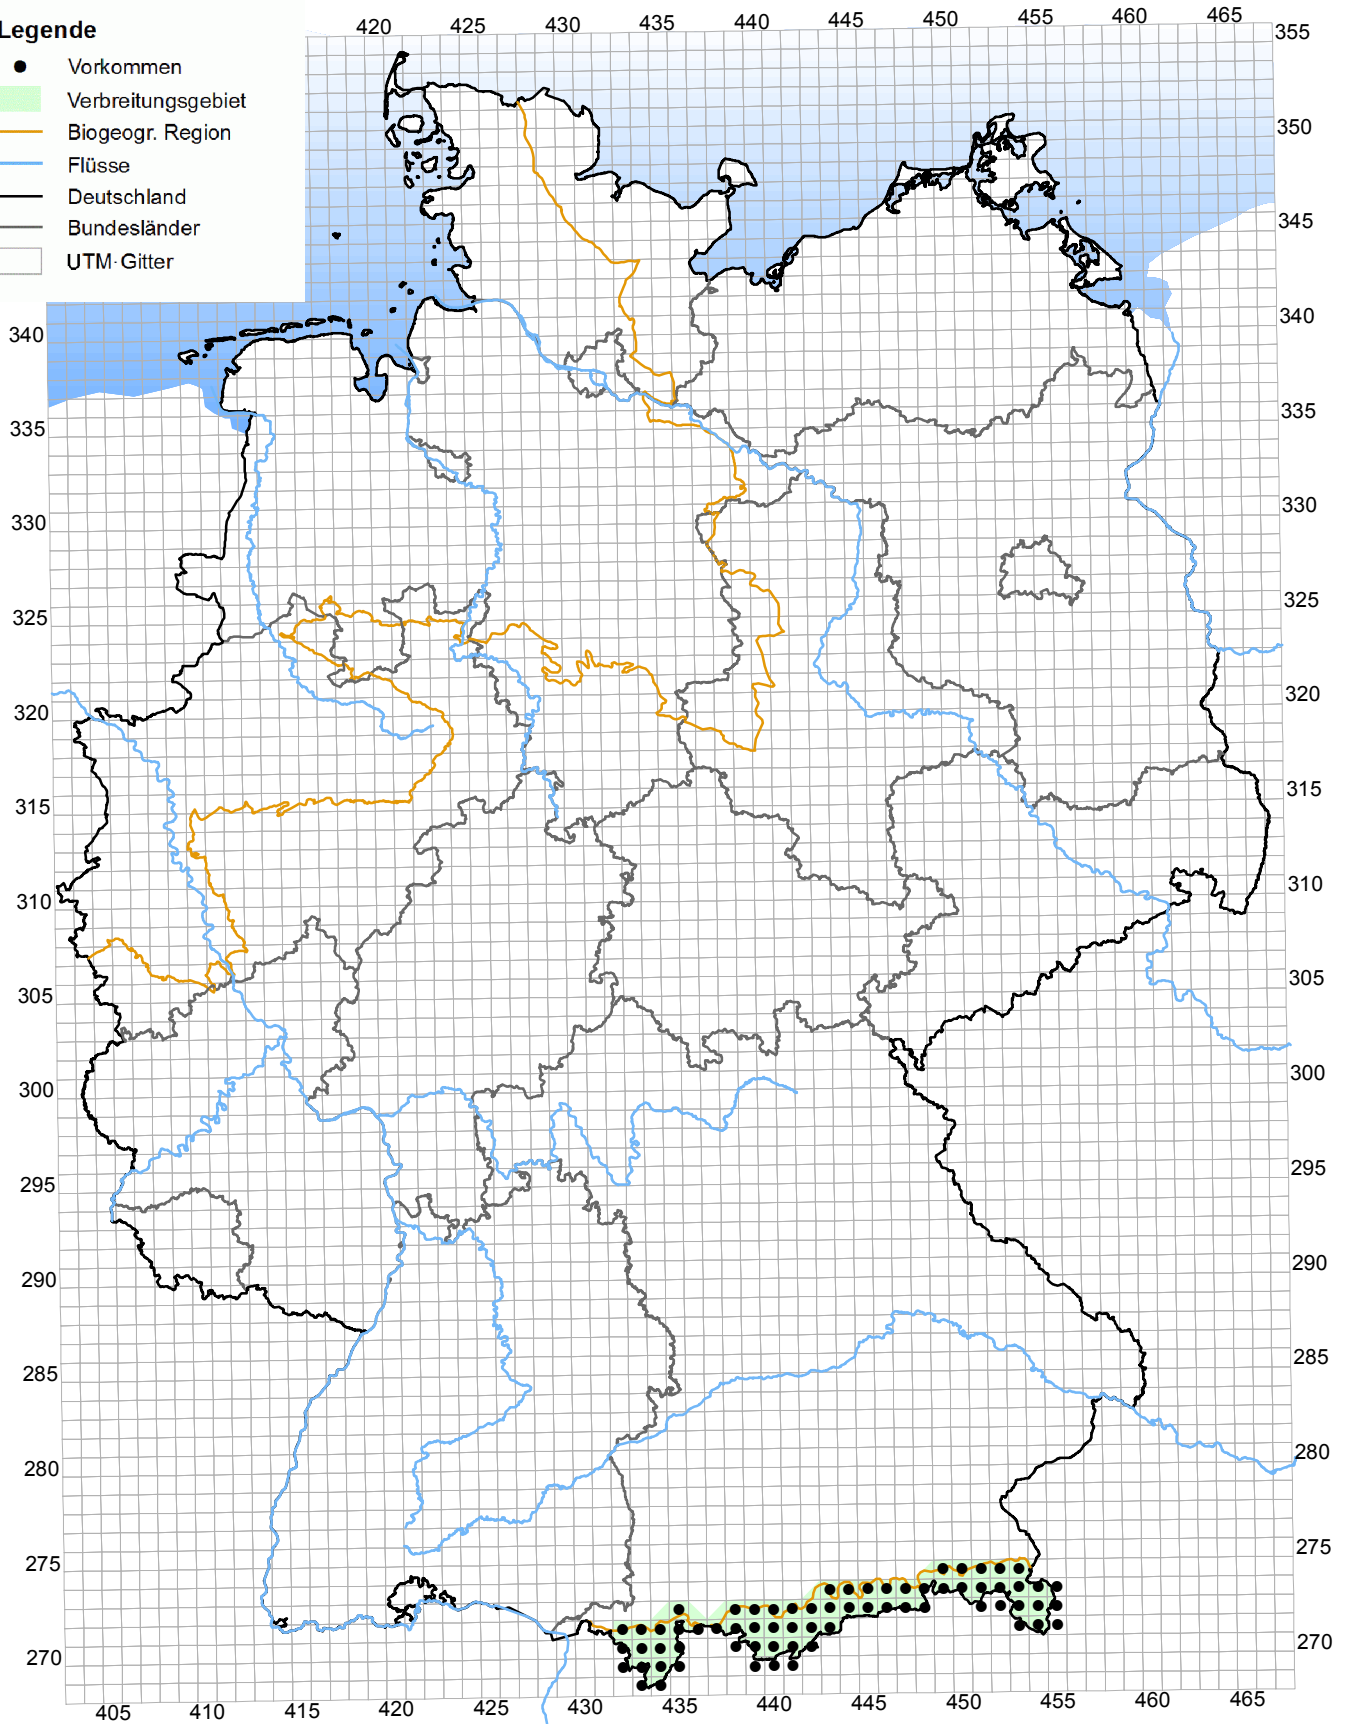 Legende
Vorkommen
Verbreitungsgebiet
Biogeogr. Region
Flüsse
Deutschland
Bundesländer
UTM-Gitter
420 425 430 435 440 445 450 455 460 465
355
350
345
340 340
335 335
330 330
325 325
320 320
315 315
310 310
305 305
300 300
295 295
290 290
285 285
280 280
275 275
270 270
405 410 415 420 425 430 435 440 445 450 455 460 465